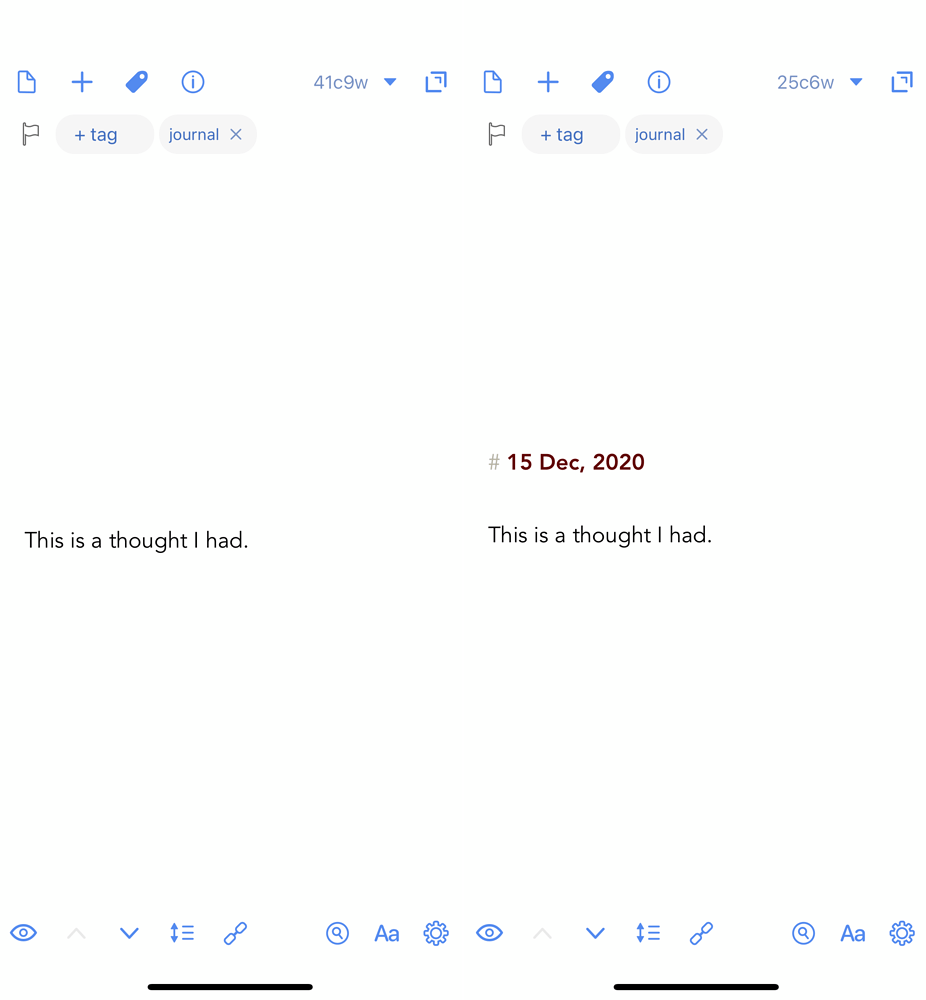 41c9w
+ tag
journal
This is a thought I had.
Aa
25c6w
+ tag
journal
# 15 Dec, 2020
This is a thought I had.
Aa